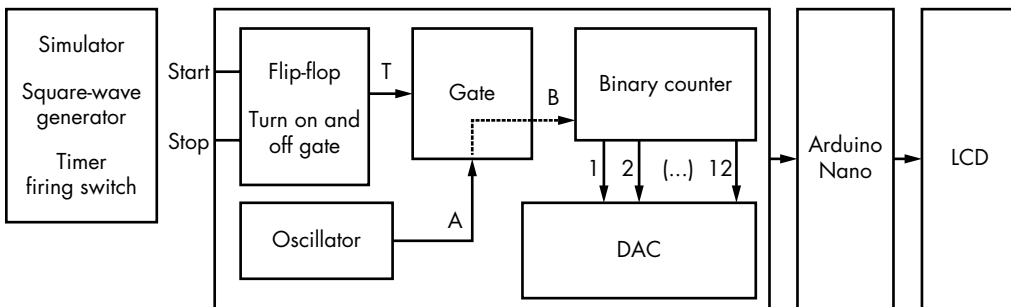 Simulator
Square-wave
generator
Timer
firing switch
Start
Stop
Flip-flop
Turn on and
off gate
T
Gate
B
Binary counter
1 2 (...) 12
A
Oscillator
DAC
Arduino
Nano
LCD